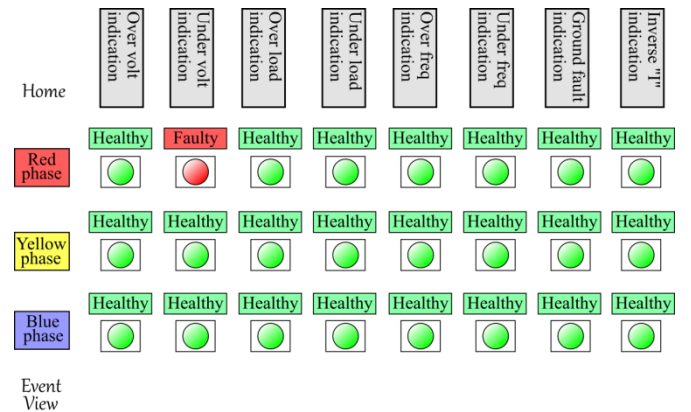 Over volt
indication
Under volt
indication
Over load
indication
Under load
indication
Over freq
indication
Under freq
indication
Ground fault
indication
Inverse "T"
indication
Home
Healthy Faulty Healthy Healthy Healthy Healthy Healthy Healthy
Red
phase
Healthy Healthy Healthy Healthy Healthy Healthy Healthy Healthy
Yellow
phase
Healthy Healthy Healthy Healthy Healthy Healthy Healthy Healthy
Blue
phase
Event
View